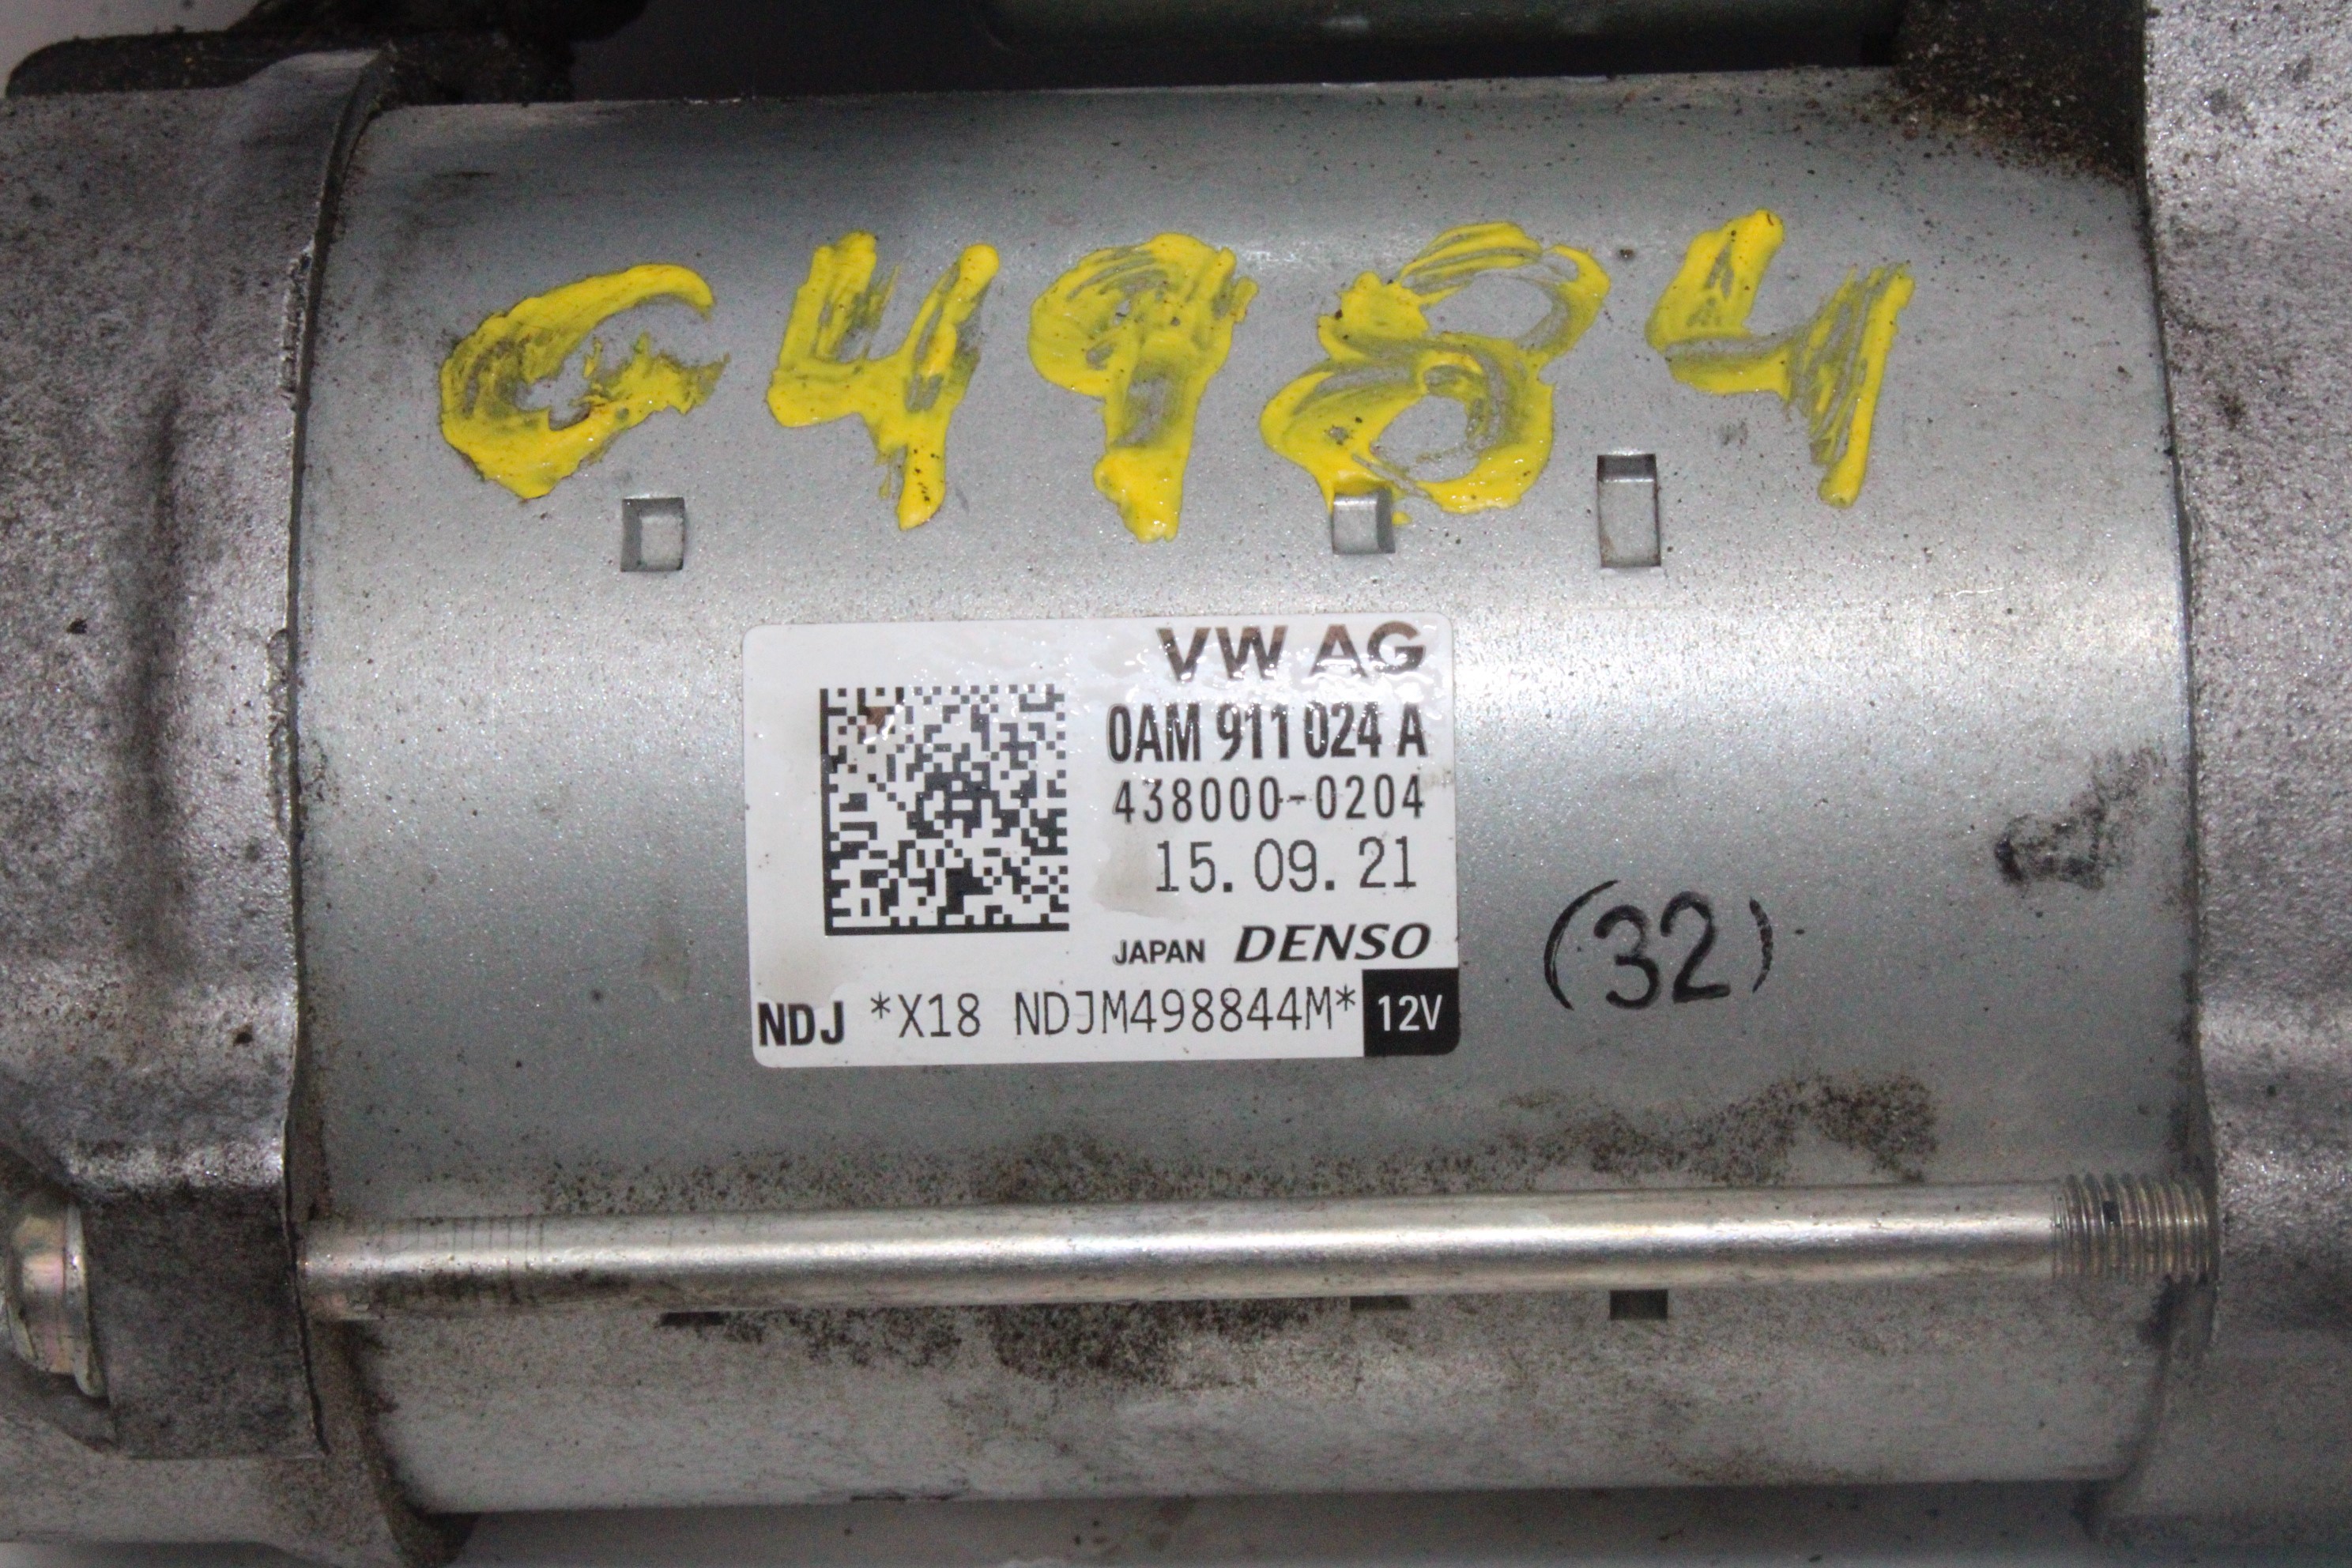 G4984
VW AG
0AM 911 024 A
438000-0204
15. 09. 21
JAPAN DENSO
NDJ *X18 NDJM498844M* 12V
(32)